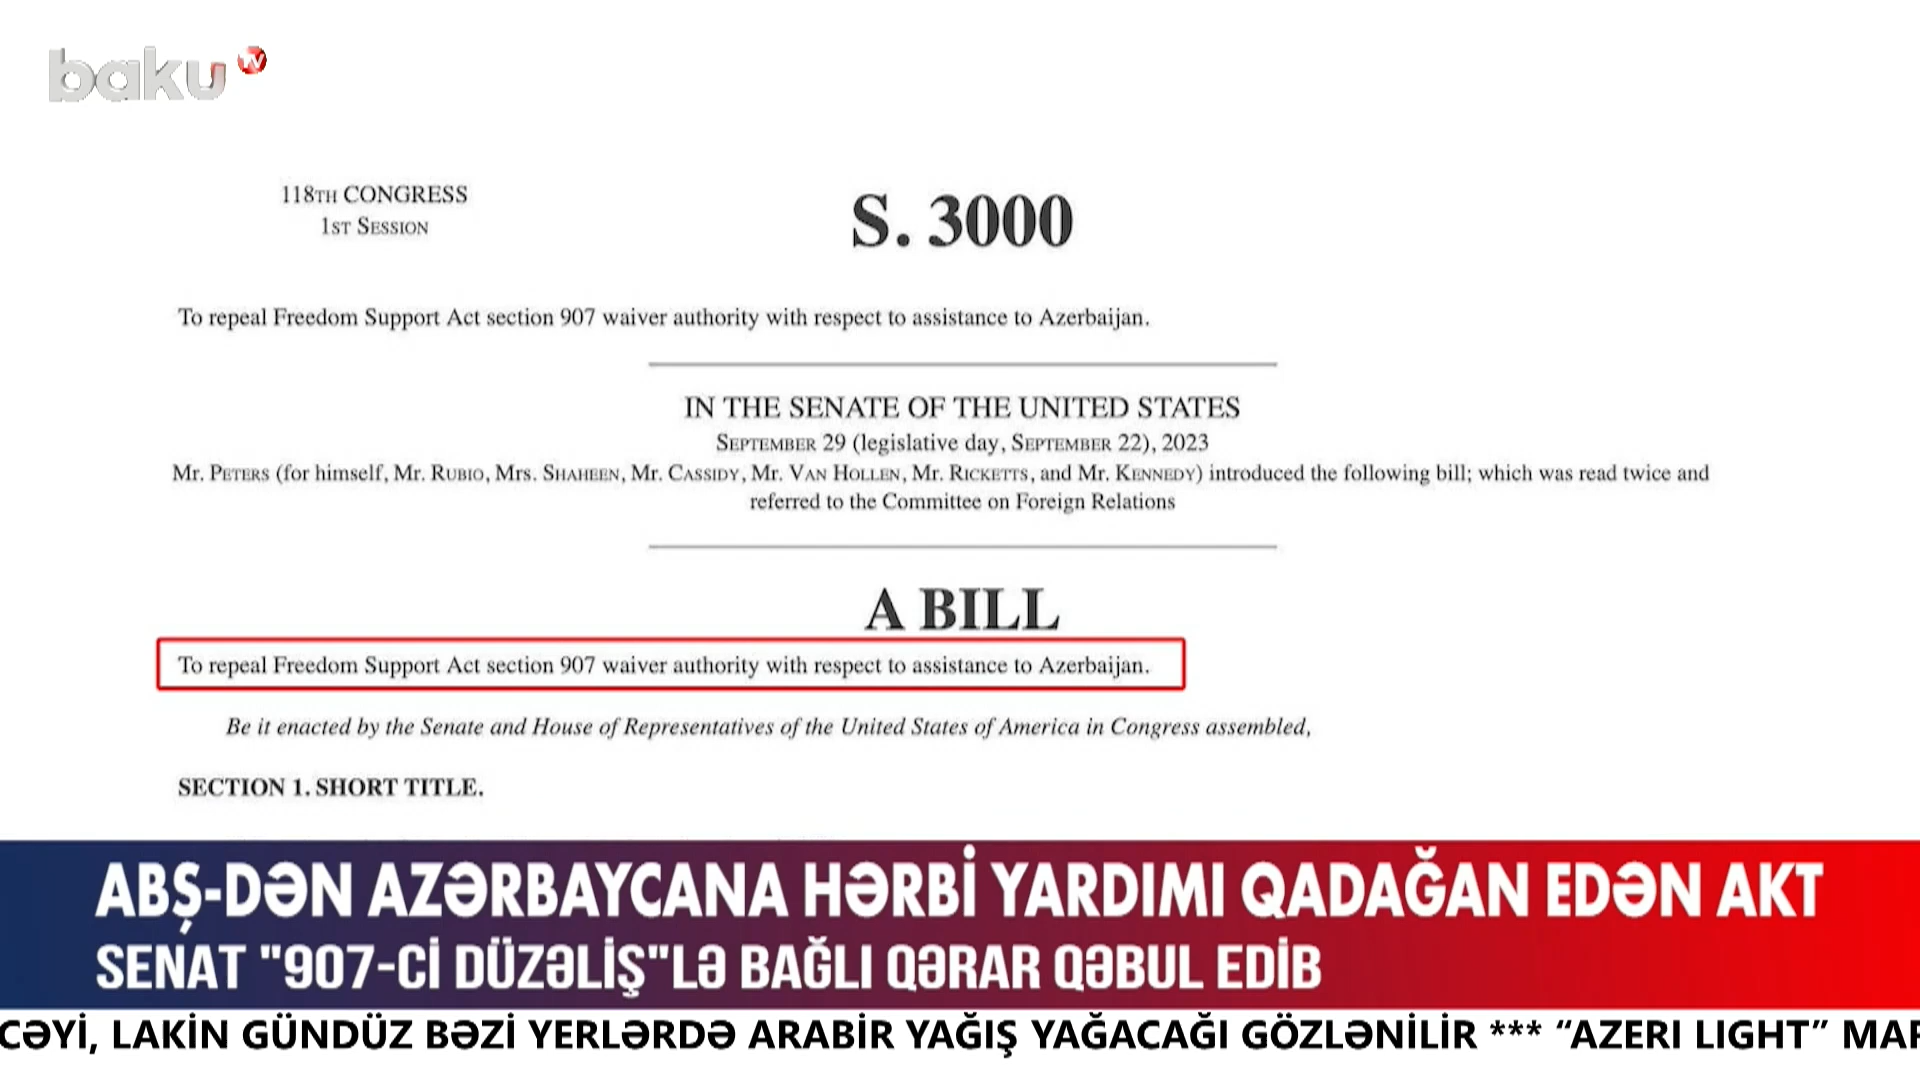 baku tv
118TH CONGRESS
1ST SESSION
S. 3000
To repeal Freedom Support Act section 907 waiver authority with respect to assistance to Azerbaijan.
IN THE SENATE OF THE UNITED STATES
SEPTEMBER 29 (legislative day, SEPTEMBER 22), 2023
Mr. PETERS (for himself, Mr. RUBIO, Mrs. SHAHEEN, Mr. CASSIDY, Mr. VAN HOLLEN, Mr. RICKETTS, and Mr. KENNEDY) introduced the following bill; which was read twice and
referred to the Committee on Foreign Relations
A BILL
To repeal Freedom Support Act section 907 waiver authority with respect to assistance to Azerbaijan.
Be it enacted by the Senate and House of Representatives of the United States of America in Congress assembled,
SECTION 1. SHORT TITLE.
ABŞ-DƏN AZƏRBAYCANA HƏRBİ YARDIMI QADAĞAN EDƏN AKT
SENAT "907-Cİ DÜZƏLİŞ"LƏ BAĞLI QƏRAR QƏBUL EDİB
CƏYİ, LAKİN GÜNDÜZ BƏZİ YERLƏRDƏ ARABİR YAĞIŞ YAĞACAĞI GÖZLƏNİLİR *** “AZERI LIGHT” MAR